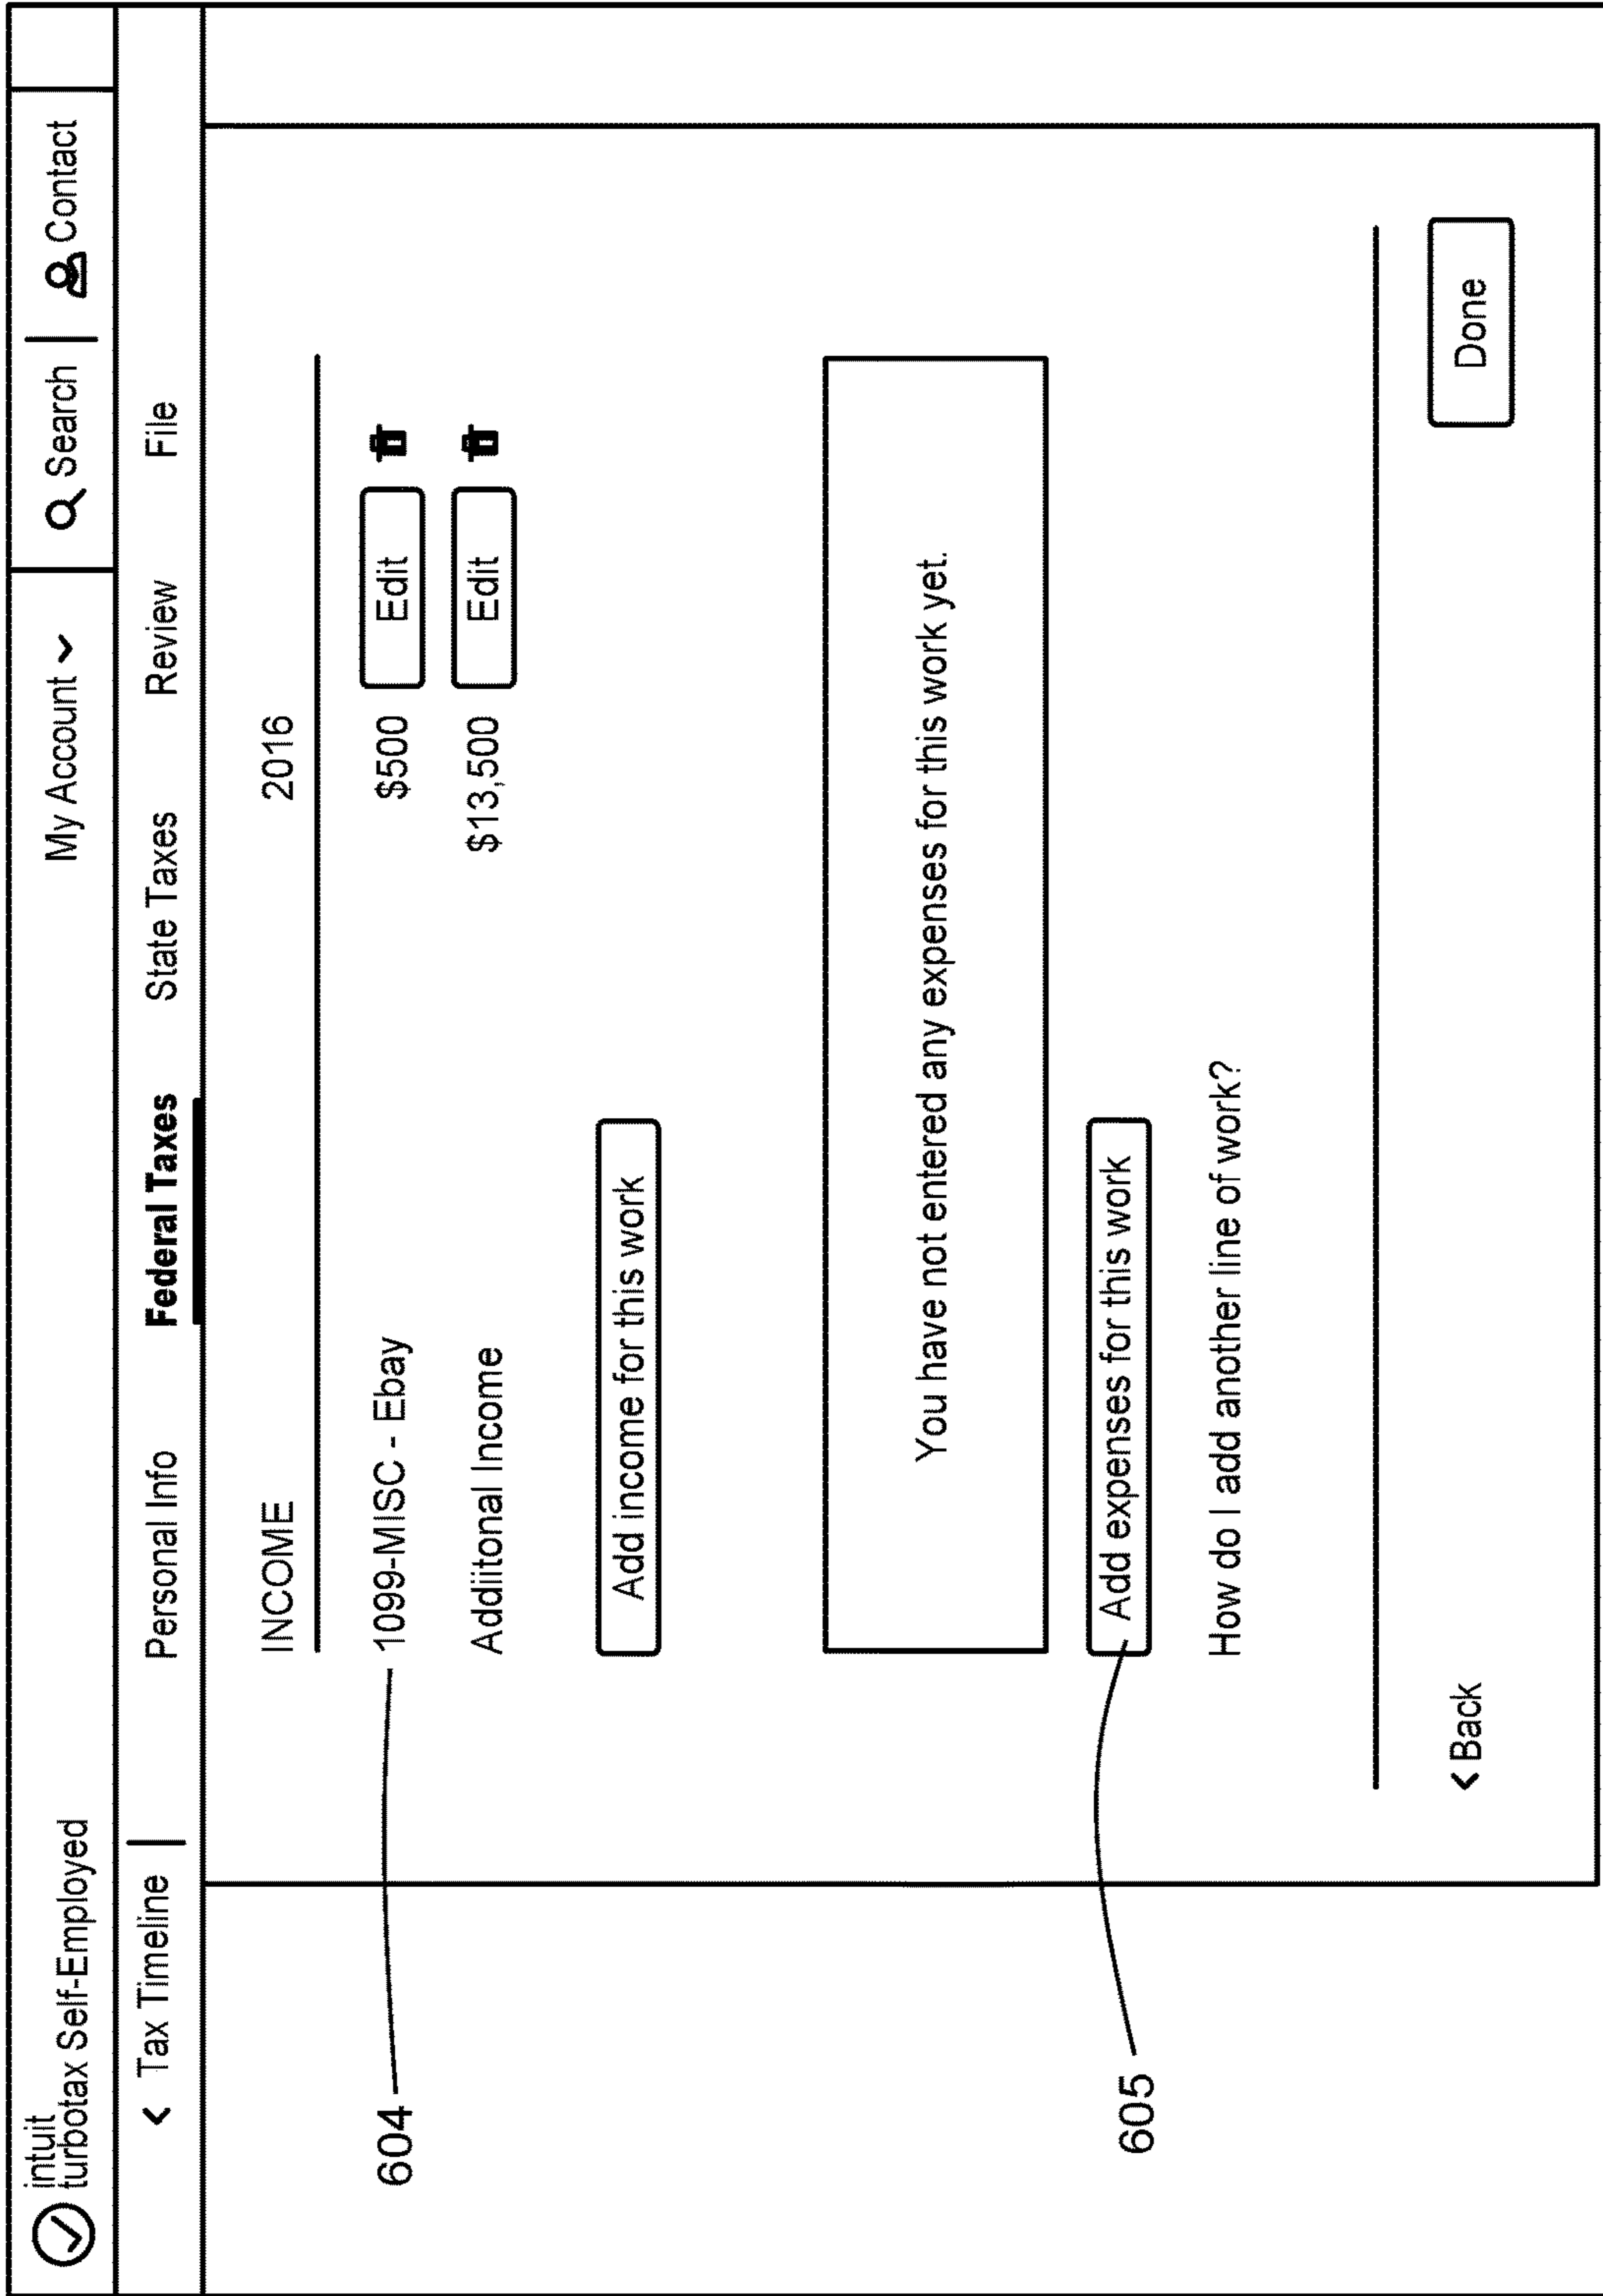 intuit
turbotax Self-Employed
My Account
Search | Contact
Tax Timeline | Personal Info Federal Taxes State Taxes Review File
INCOME 2016
604 1099-MISC - Ebay $500 Edit
Addiitonal Income $13,500 Edit
Add income for this work
You have not entered any expenses for this work yet.
605 Add expenses for this work
How do I add another line of work?
Back Done